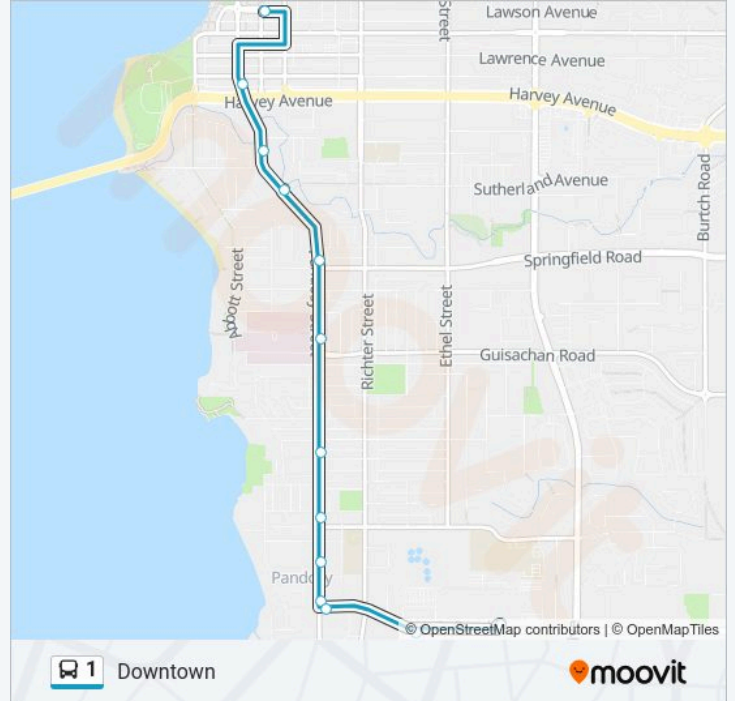 Lawson Avenue
Street
Lawrence Avenue
Harvey Avenue
Harvey Avenue
Sutherland Avenue
Burtch Road
Springfield Road
Abbott Street
Richter Street
Ethel Street
Guisachan Road
Pandosy
© OpenStreetMap contributors | © OpenMapTiles
1 Downtown
moovit